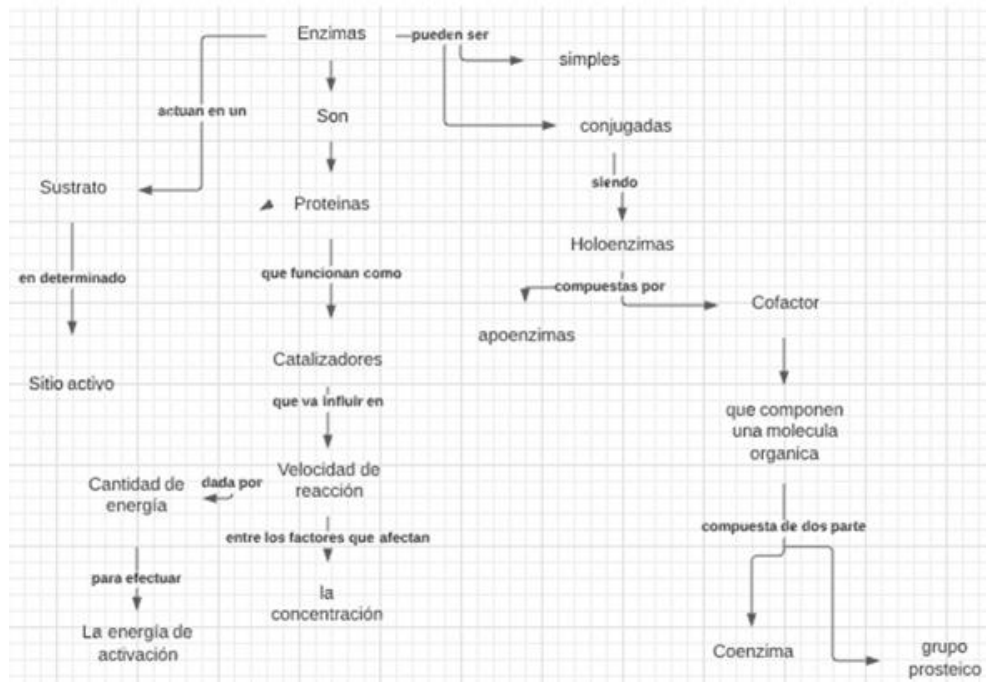 Enzimas
pueden ser
simples
actuan en un
Son
conjugadas
siendo
Sustrato
Proteinas
Holoenzimas
en determinado
que funcionan como
compuestas por
Cofactor
apoenzimas
Catalizadores
Sitio activo
que va influir en
que componen
una molecula
organica
Velocidad de
reacción
Cantidad de
energía
dada por
entre los factores que afectan
compuesta de dos parte
para efectuar
la
concentración
La energía de
activación
Coenzima
grupo
prosteico